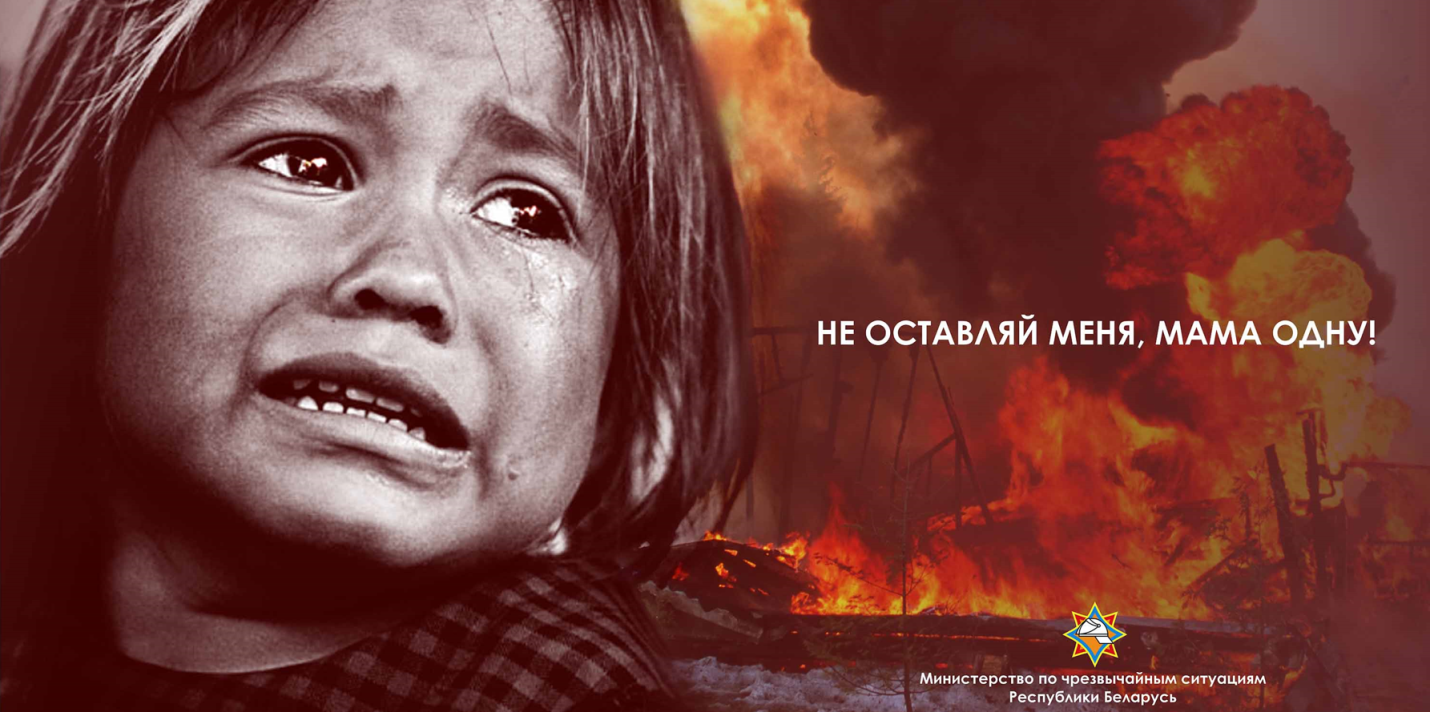 НЕ ОСТАВЛЯЙ МЕНЯ, МАМА ОДНУ!
Министерство по чрезвычайным ситуациям
Республики Беларусь